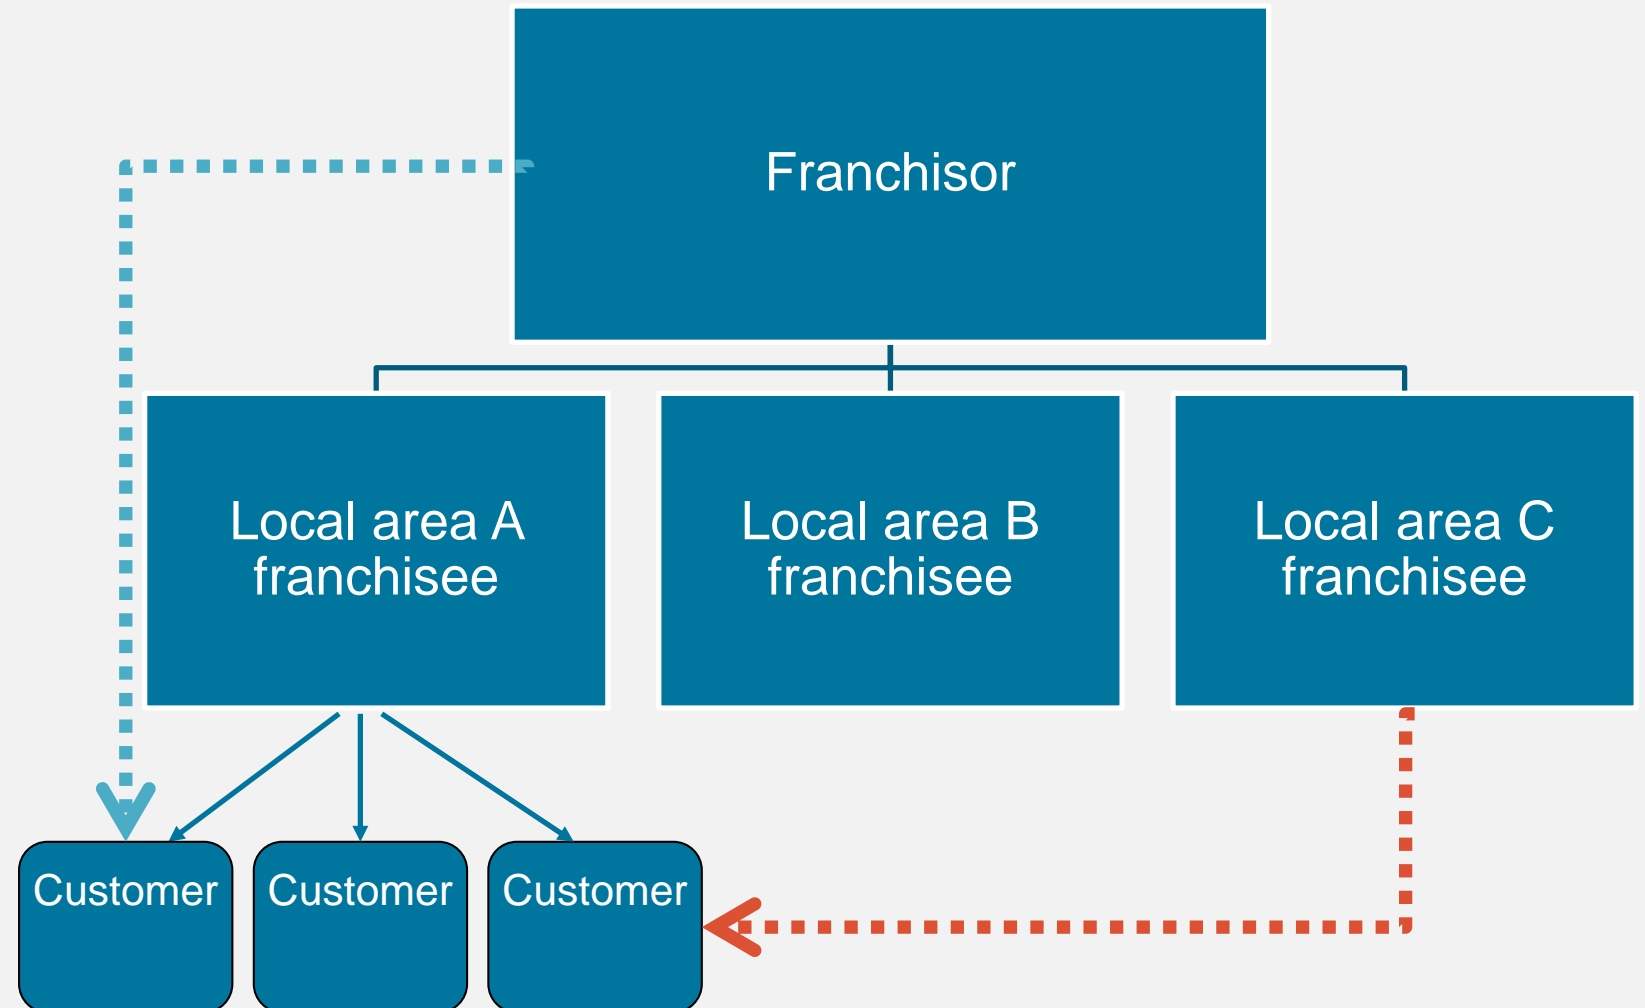 Franchisor
Local area A
franchisee
Local area B
franchisee
Local area C
franchisee
Customer
Customer
Customer